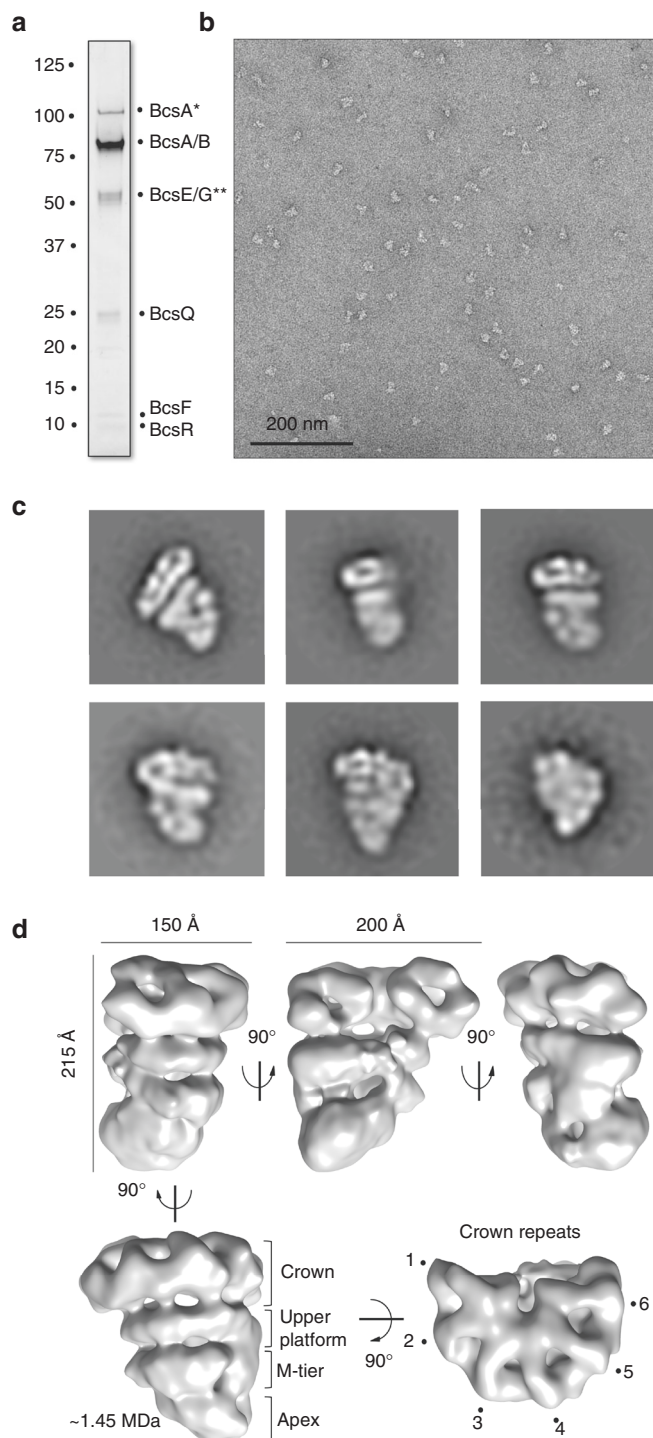 a
125
100
75
50
37
25
20
15
10
BcsA*
BcsA/B
BcsE/G**
BcsQ
BcsF
BcsR
b
200 nm
c
d
150 Å
200 Å
215 Å
90°
90°
90°
Crown
Upper
platform
M-tier
Apex
~1.45 MDa
90°
Crown repeats
1
2
3
4
5
6